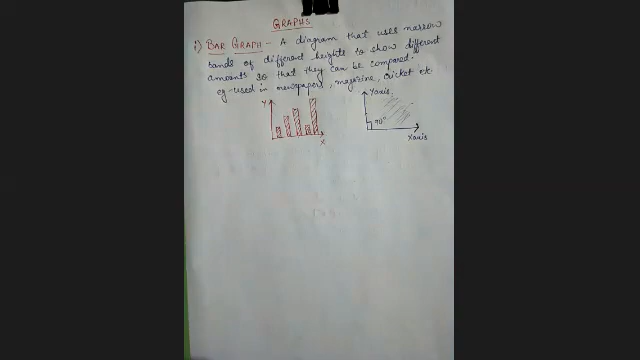 GRAPHS
i) BAR GRAPH - A diagram that uses narrow
bands of different heights to show different
amounts so that they can be compared.
eg used in newspaper, magazine, cricket etc
Y
X
Y axis
90°
X axis